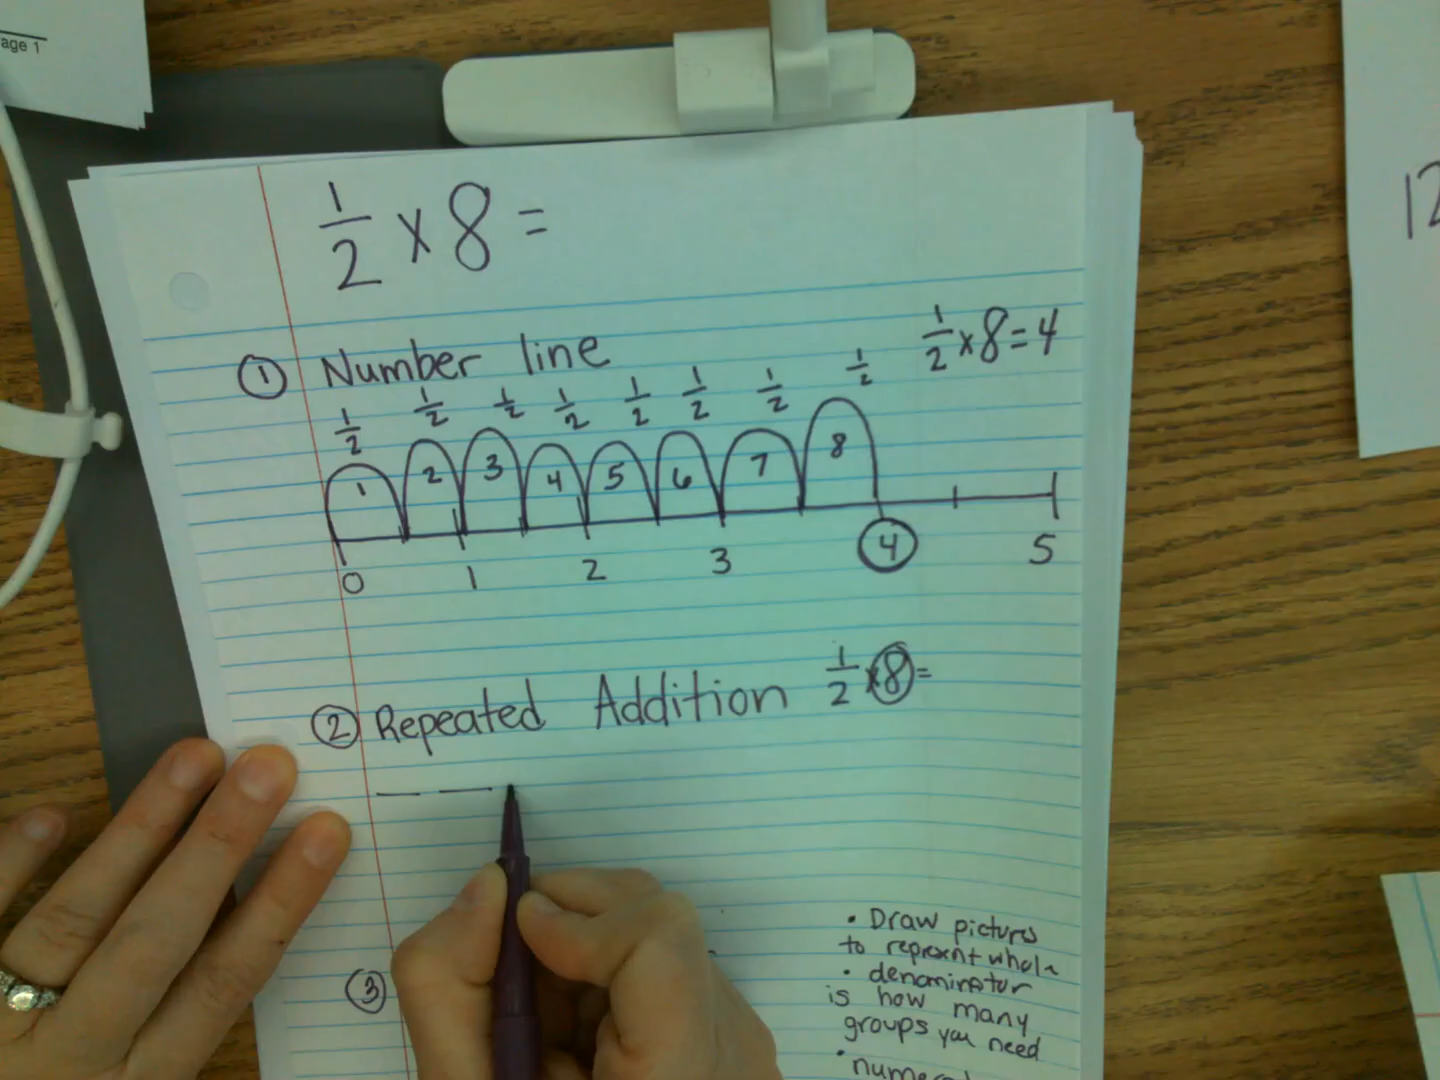 age 1
12
1/2 x 8 =
① Number line
1/2 x 8 = 4
1/2 1/2 1/2 1/2 1/2 1/2 1/2 1/2
1 2 3 4 5 6 7 8
0 1 2 3 4 5
② Repeated Addition 1/2 x 8 =
③
• Draw pictures
to represent whole
• denominator
is how many
groups you need
•